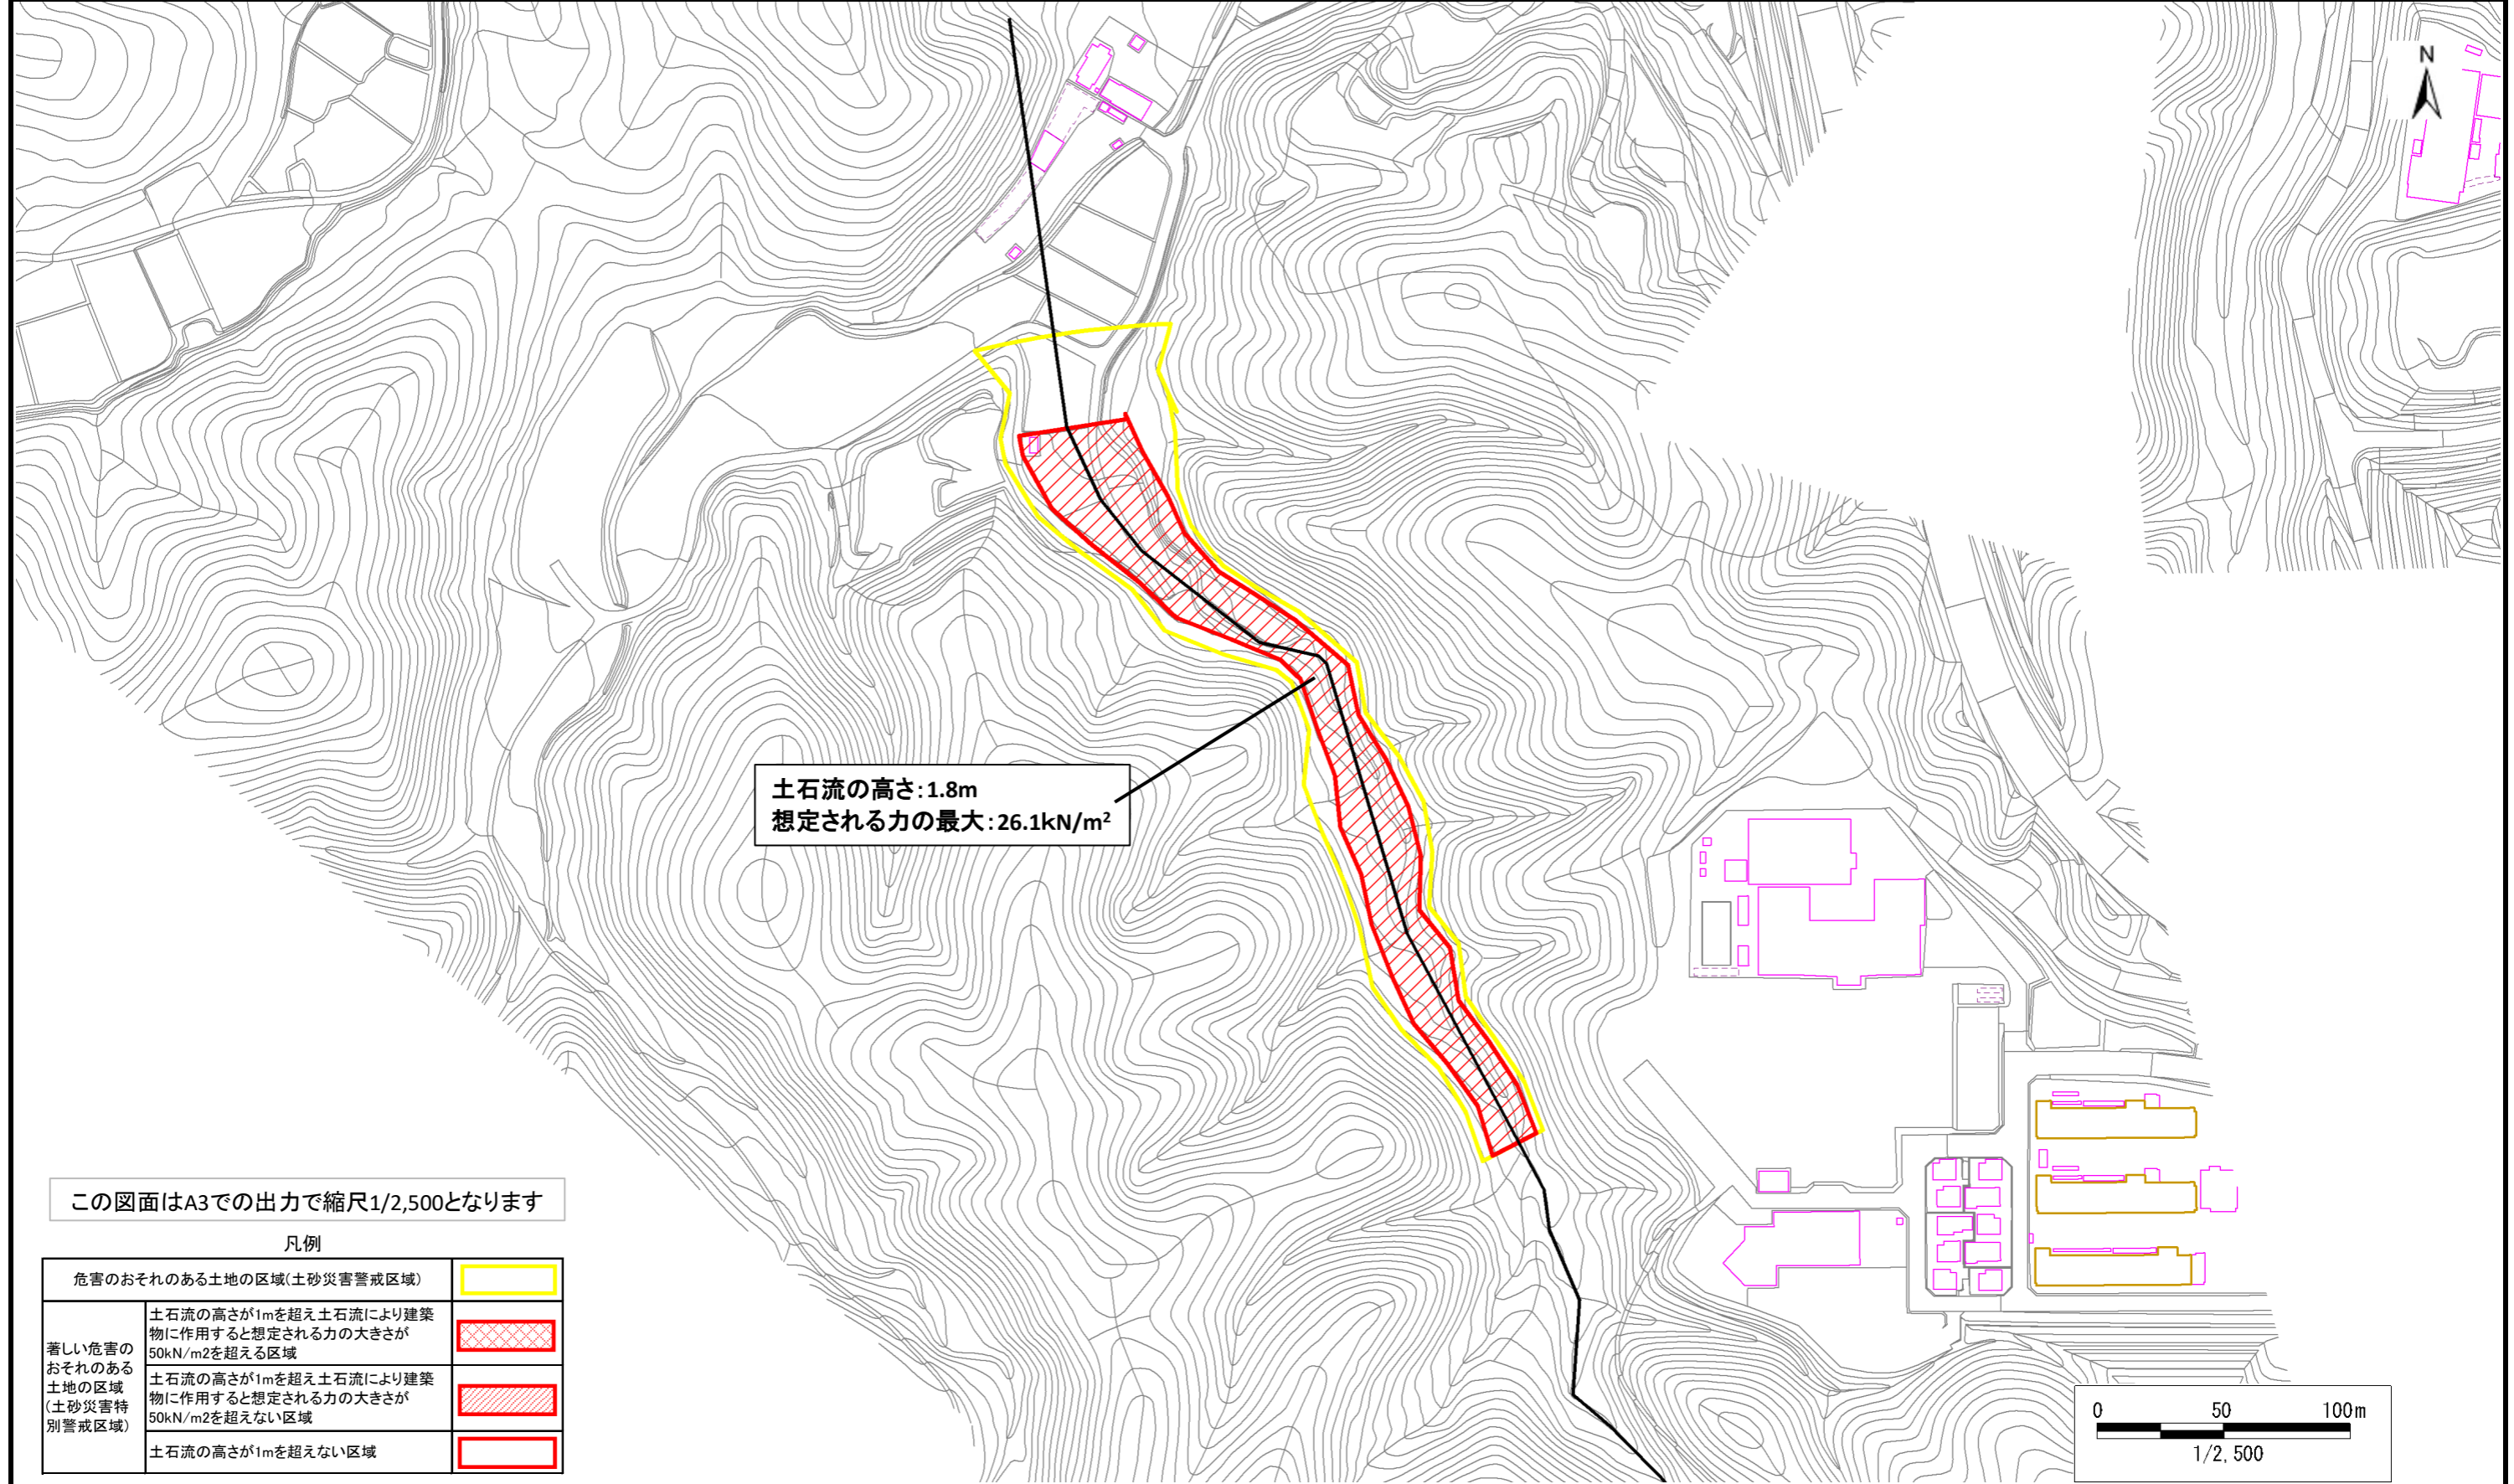 N
土石流の高さ:1.8m
想定される力の最大:26.1kN/m²
この図面はA3での出力で縮尺1/2,500となります
凡例
危害のおそれのある土地の区域(土砂災害警戒区域)
著しい危害の
おそれのある
土地の区域
(土砂災害特
別警戒区域)
土石流の高さが1mを超え土石流により建築
物に作用すると想定される力の大きさが
50kN/m2を超える区域
土石流の高さが1mを超え土石流により建築
物に作用すると想定される力の大きさが
50kN/m2を超えない区域
土石流の高さが1mを超えない区域
0 50 100m
1/2,500